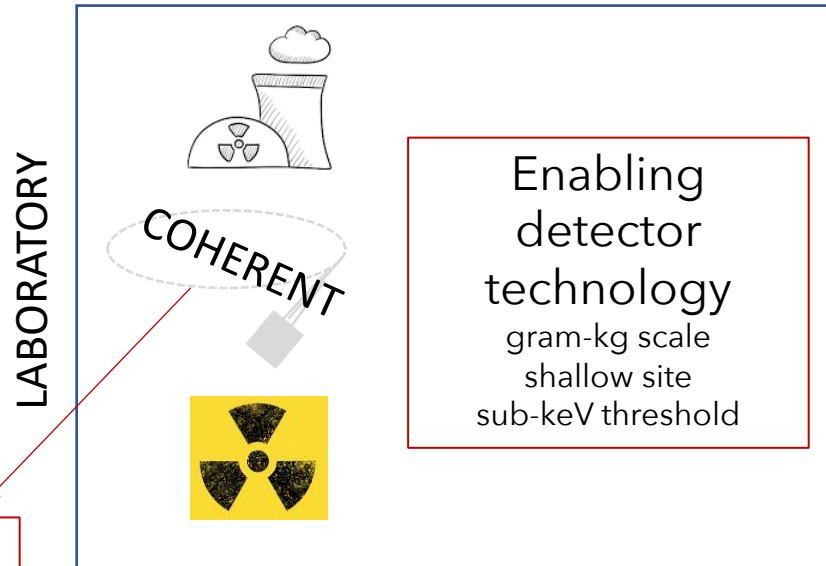 LABORATORY
COHERENT
Enabling
detector
technology
gram-kg scale
shallow site
sub-keV threshold